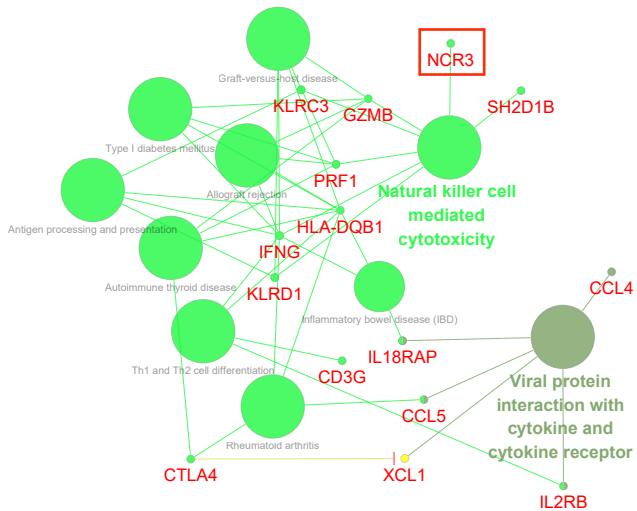 NCR3
Graft-versus-host disease
KLRC3
GZMB
SH2D1B
Type I diabetes mellitus
Allograft rejection
PRF1
Natural killer cell
mediated
cytotoxicity
Antigen processing and presentation
HLA-DQB1
IFNG
KLRD1
Autoimmune thyroid disease
CCL4
Inflammatory bowel disease (IBD)
IL18RAP
Th1 and Th2 cell differentiation
CD3G
Viral protein
interaction with
cytokine and
cytokine receptor
CCL5
Rheumatoid arthritis
CTLA4
XCL1
IL2RB